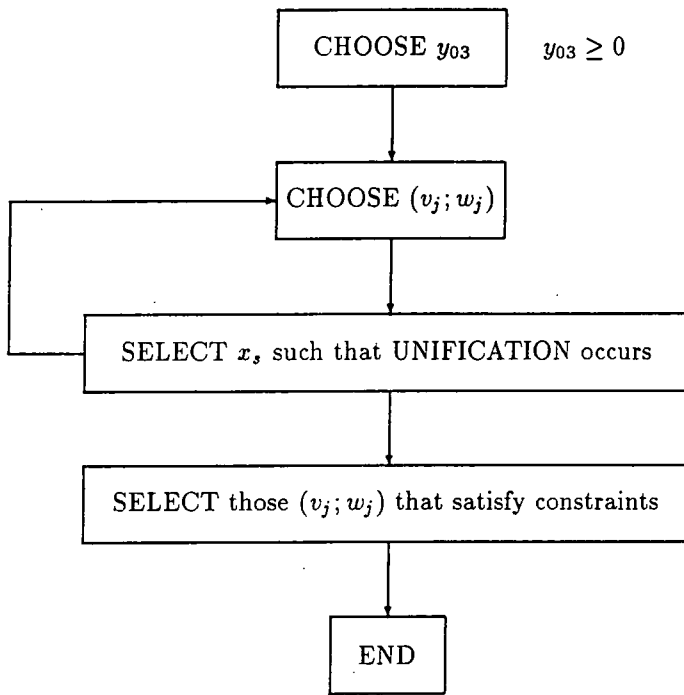 CHOOSE y₀₃ y₀₃ ≥ 0
CHOOSE (vⱼ; wⱼ)
SELECT xₛ such that UNIFICATION occurs
SELECT those (vⱼ; wⱼ) that satisfy constraints
END